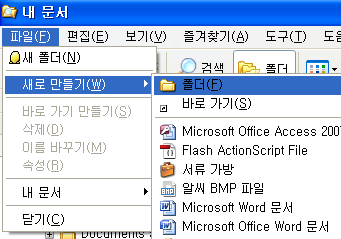 내 문서
파일(F) 편집(E) 보기(V) 즐겨찾기(A) 도구(T)
새 폴더(N)
검색 폴더
새로 만들기(W)
폴더(F)
바로 가기(S)
바로 가기 만들기(S)
삭제(D)
이름 바꾸기(M)
속성(R)
Microsoft Office Access 200
Flash ActionScript File
서류 가방
알씨 BMP 파일
내 문서
Microsoft Word 문서
닫기(C)
Microsoft Office Word 문서
Documents a